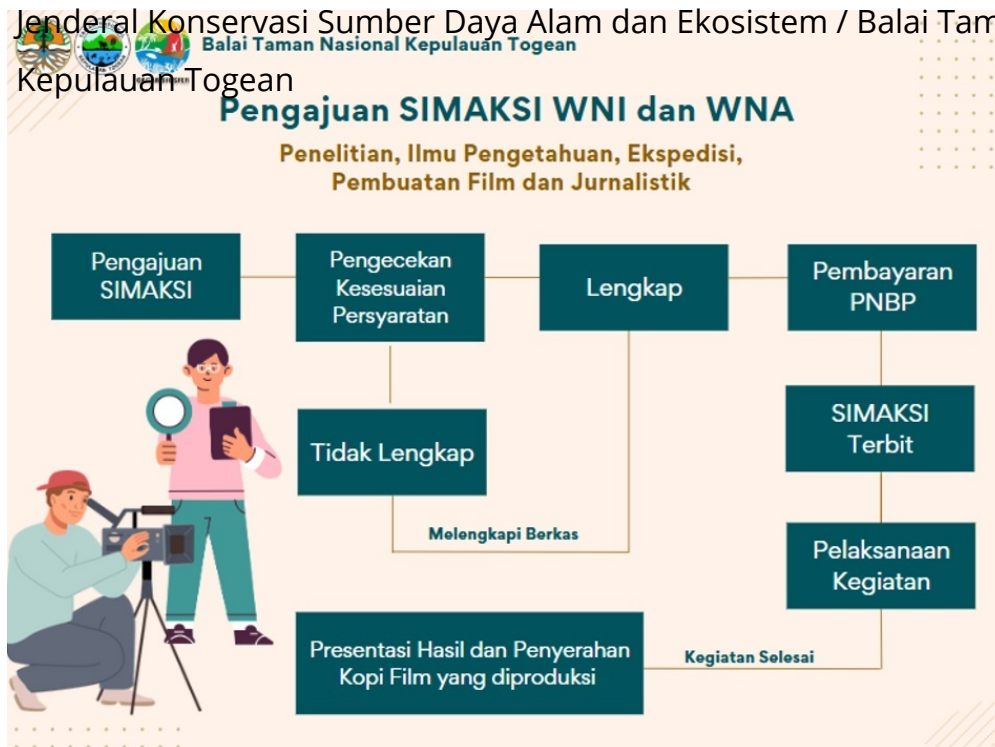 Jenderal Konservasi Sumber Daya Alam dan Ekosistem / Balai Tam
Kepulauan Togean
Balai Taman Nasional Kepulauan Togean
Pengajuan SIMAKSI WNI dan WNA
Penelitian, Ilmu Pengetahuan, Ekspedisi,
Pembuatan Film dan Jurnalistik
Pengajuan
SIMAKSI
Pengecekan
Kesesuaian
Persyaratan
Lengkap
Pembayaran
PNBP
Tidak Lengkap
SIMAKSI
Terbit
Melengkapi Berkas
Pelaksanaan
Kegiatan
Presentasi Hasil dan Penyerahan
Kopi Film yang diproduksi
Kegiatan Selesai